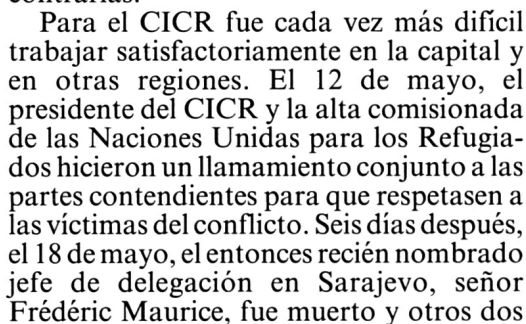 Para el CICR fue cada vez más difícil
trabajar satisfactoriamente en la capital y
en otras regiones. El 12 de mayo, el
presidente del CICR y la alta comisionada
de las Naciones Unidas para los Refugia-
dos hicieron un llamamiento conjunto a las
partes contendientes para que respetasen a
las víctimas del conflicto. Seis días después,
el 18 de mayo, el entonces recién nombrado
jefe de delegación en Sarajevo, señor
Frédéric Maurice, fue muerto y otros dos